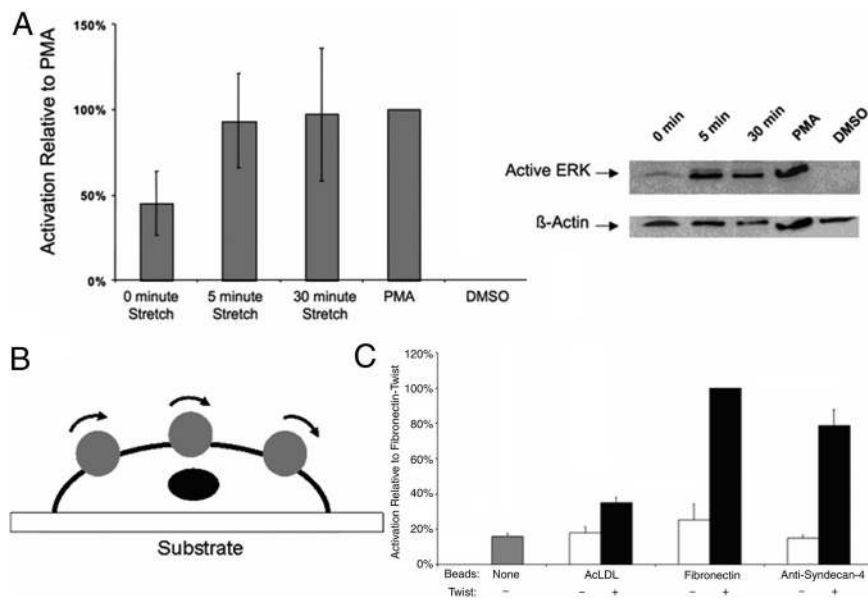 A
Activation Relative to PMA
150%
100%
50%
0%
0 minute Stretch
5 minute Stretch
30 minute Stretch
PMA
DMSO
0 min
5 min
30 min
PMA
DMSO
Active ERK
ß-Actin
B
Substrate
C
Activation Relative to Fibronectin-Twist
120%
100%
80%
60%
40%
20%
0%
Beads: None AcLDL Fibronectin Anti-Syndecan-4
Twist: – – + – + – +